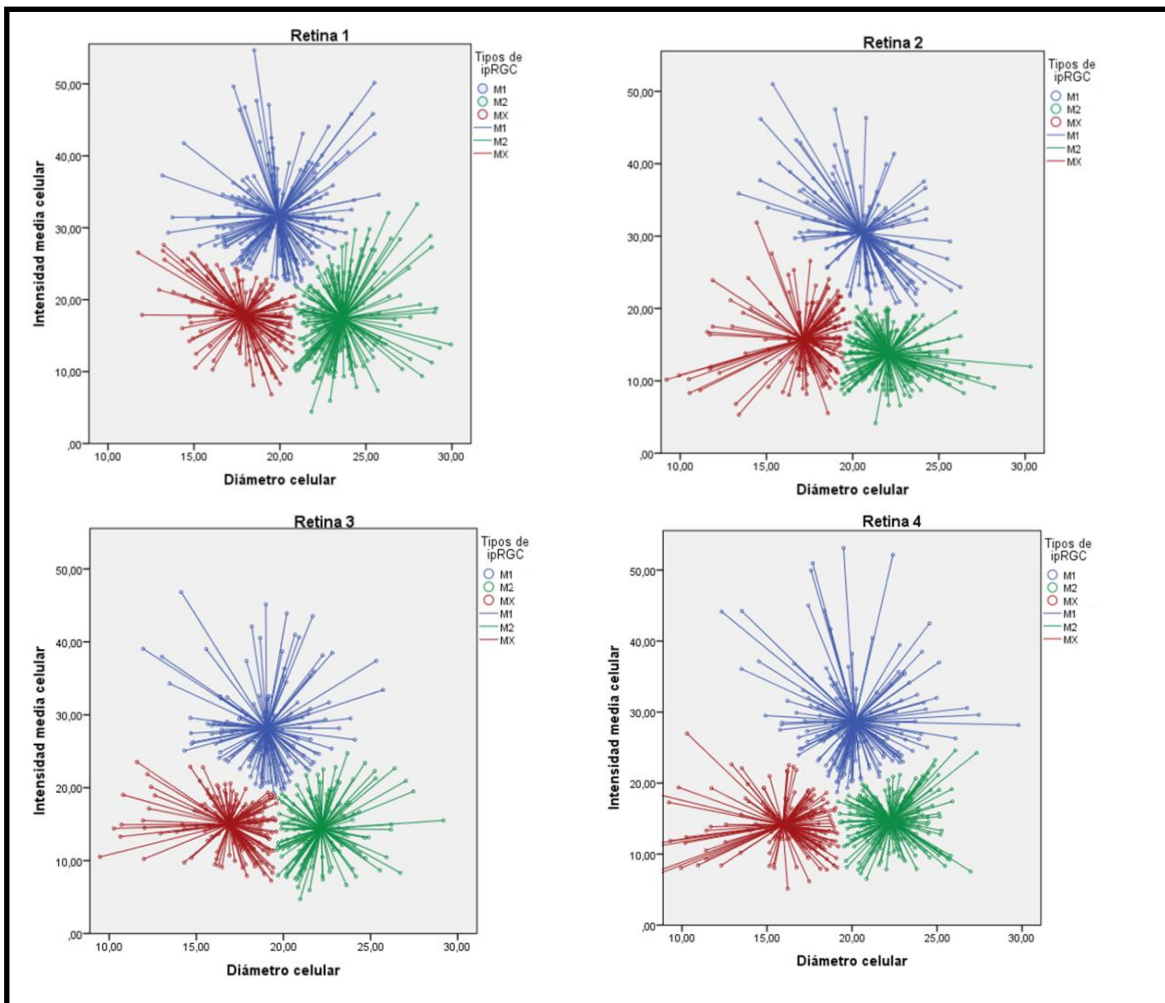 Retina 1
Tipos de
ipRGC
M1
M2
MX
M1
M2
MX
Intensidad media celular
50,00
40,00
30,00
20,00
10,00
,00
10,00 15,00 20,00 25,00 30,00
Diámetro celular
Retina 2
Tipos de
ipRGC
M1
M2
MX
M1
M2
MX
Intensidad media celular
50,00
40,00
30,00
20,00
10,00
,00
10,00 15,00 20,00 25,00 30,00
Diámetro celular
Retina 3
Tipos de
ipRGC
M1
M2
MX
M1
M2
MX
Intensidad media celular
50,00
40,00
30,00
20,00
10,00
,00
10,00 15,00 20,00 25,00 30,00
Diámetro celular
Retina 4
Tipos de
ipRGC
M1
M2
MX
M1
M2
MX
Intensidad media celular
50,00
40,00
30,00
20,00
10,00
,00
10,00 15,00 20,00 25,00 30,00
Diámetro celular